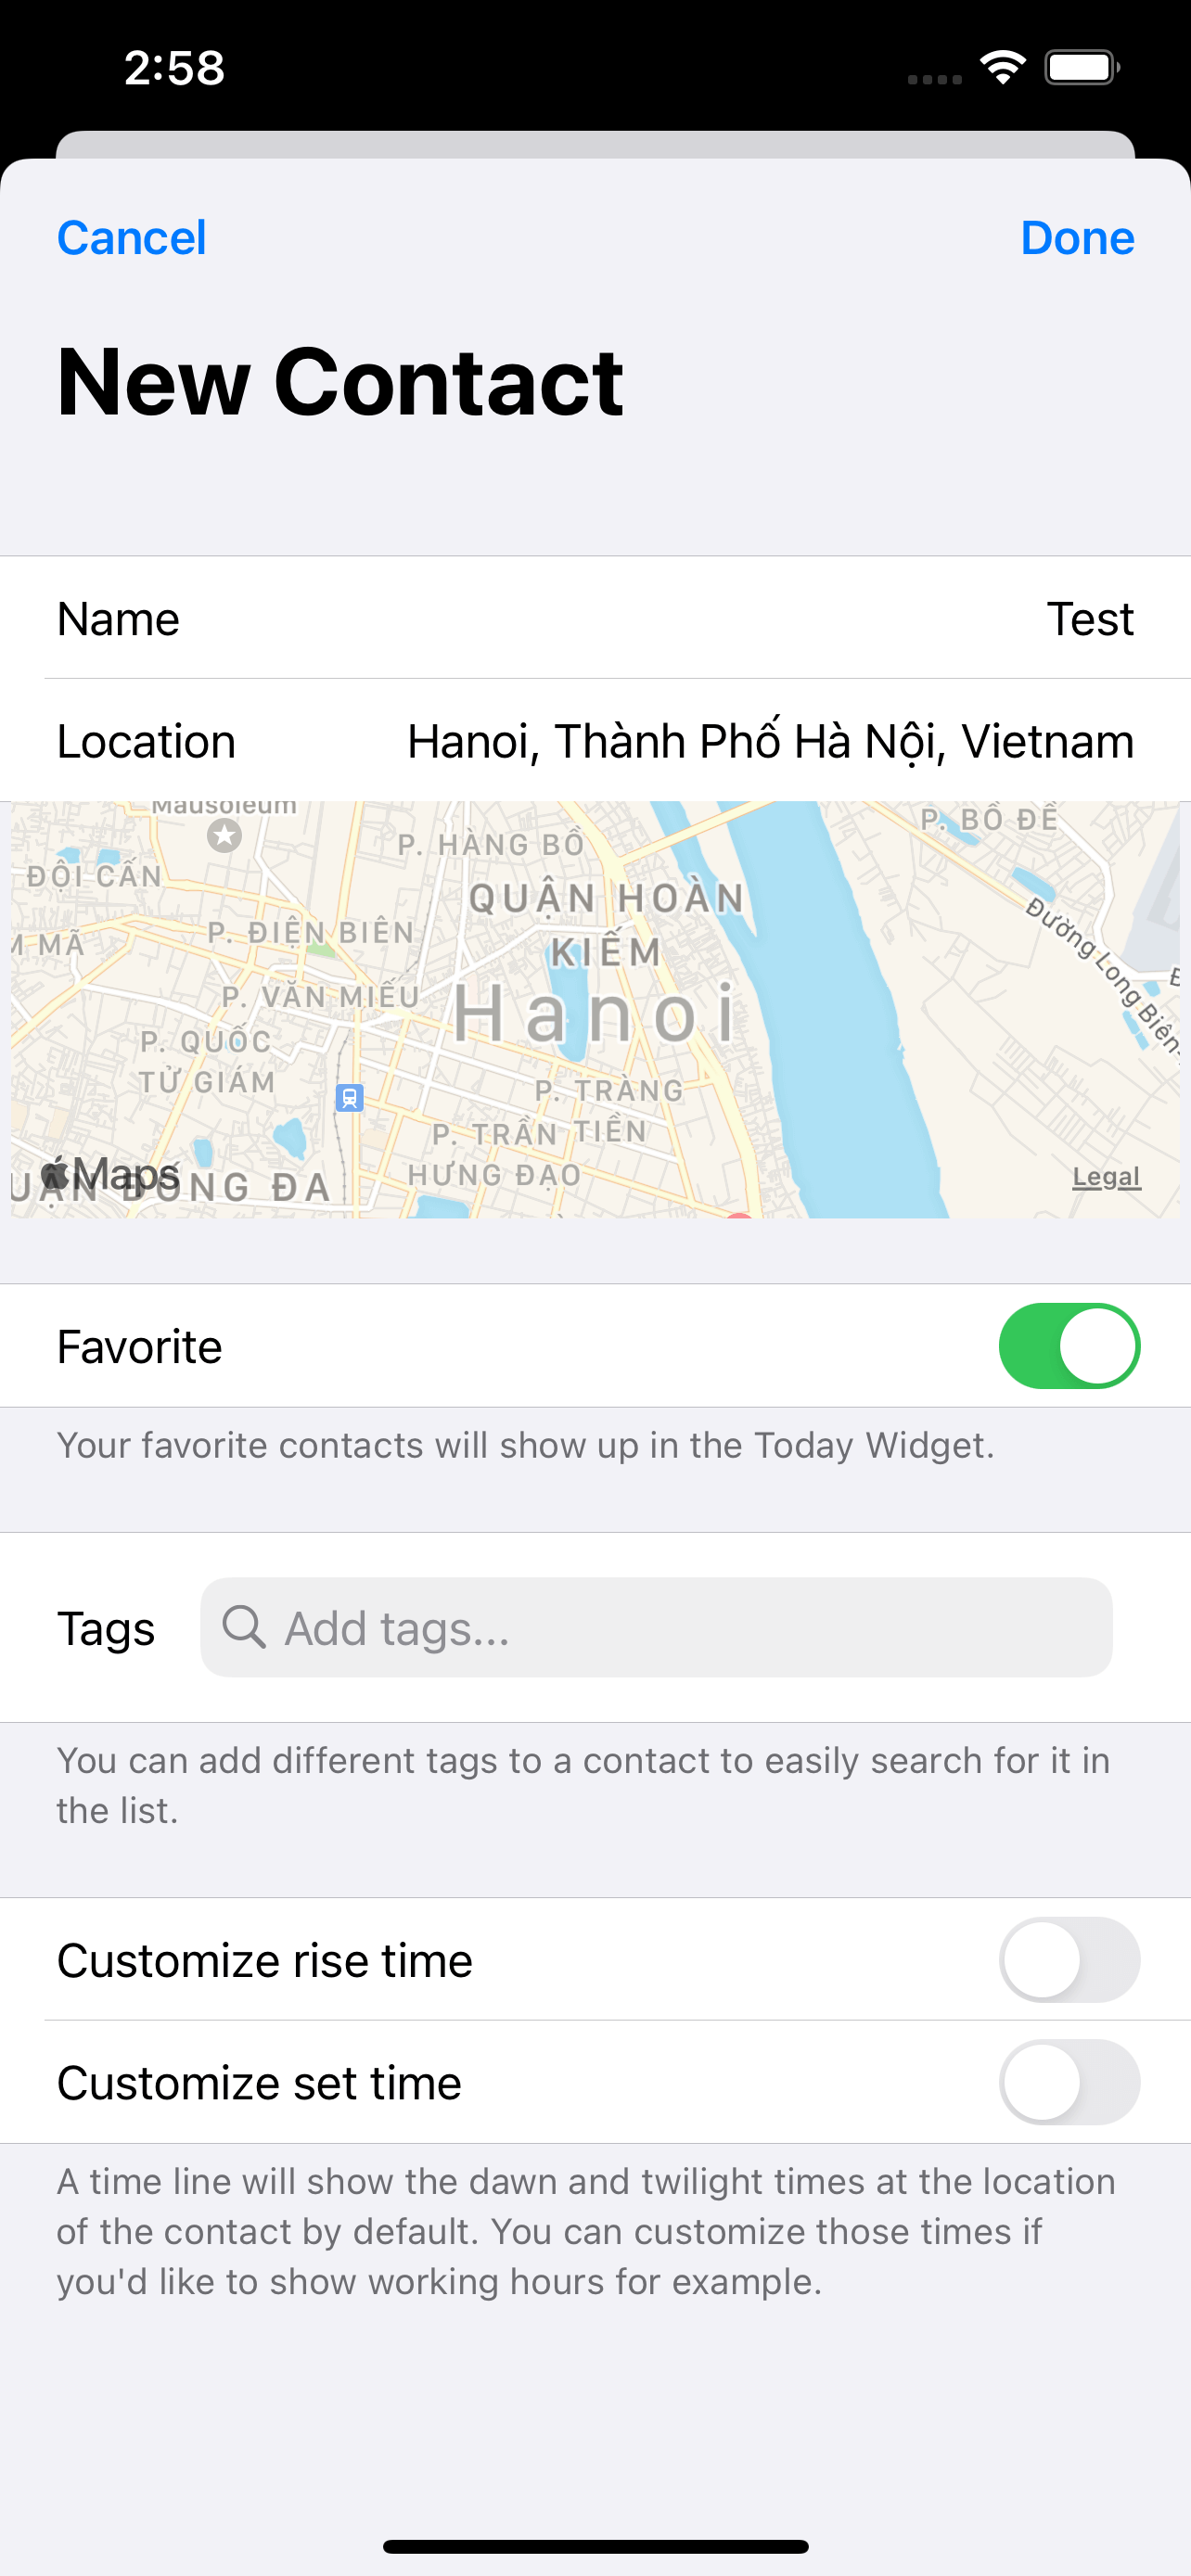 2:58
Cancel
Done
New Contact
Name
Test
Location
Hanoi, Thành Phố Hà Nội, Vietnam
Mausoleum
P. HÀNG BỒ
P. BỒ ĐỀ
ĐỘI CẤN
QUẬN HOÀN
KIẾM
P. ĐIỆN BIÊN
M MÃ
Đường Long Biên
P. VĂN MIẾU
Hanoi
P. QUỐC
TỬ GIÁM
P. TRÀNG
TIỀN
P. TRẦN
HƯNG ĐẠO
Maps
UẬN ĐỐNG ĐA
Legal
Favorite
Your favorite contacts will show up in the Today Widget.
Tags
Add tags...
You can add different tags to a contact to easily search for it in
the list.
Customize rise time
Customize set time
A time line will show the dawn and twilight times at the location
of the contact by default. You can customize those times if
you'd like to show working hours for example.